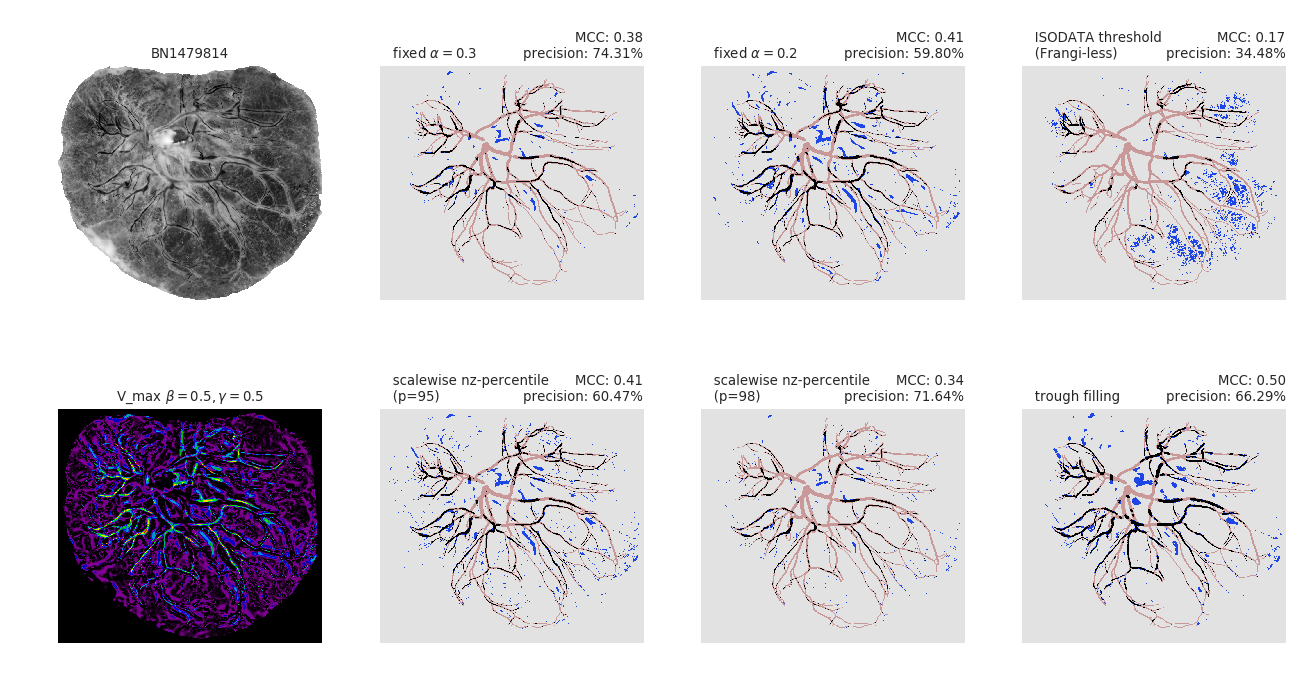 BN1479814
MCC: 0.38
fixed α = 0.3 precision: 74.31%
MCC: 0.41
fixed α = 0.2 precision: 59.80%
ISODATA threshold MCC: 0.17
(Frangi-less) precision: 34.48%
V_max β = 0.5, γ = 0.5
scalewise nz-percentile MCC: 0.41
(p=95) precision: 60.47%
scalewise nz-percentile MCC: 0.34
(p=98) precision: 71.64%
MCC: 0.50
trough filling precision: 66.29%